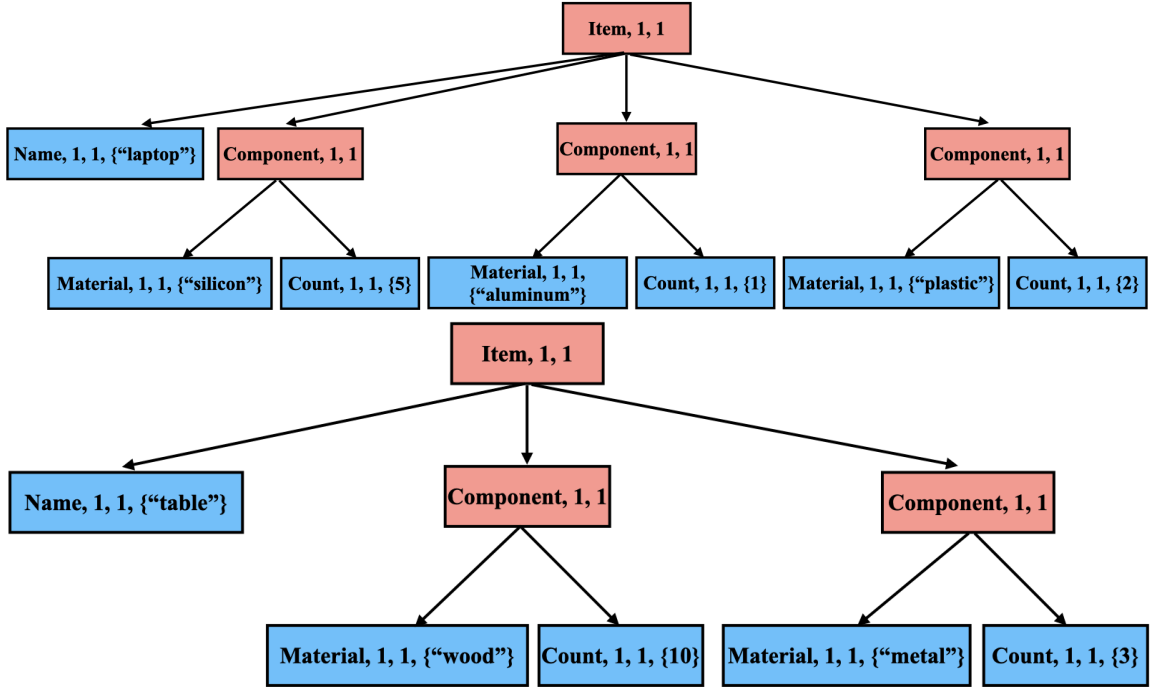 Item, 1, 1
Name, 1, 1, {“laptop”}
Component, 1, 1
Component, 1, 1
Component, 1, 1
Material, 1, 1, {“silicon”}
Count, 1, 1, {5}
Material, 1, 1,
{“aluminum”}
Count, 1, 1, {1}
Material, 1, 1, {“plastic”}
Count, 1, 1, {2}
Item, 1, 1
Name, 1, 1, {“table”}
Component, 1, 1
Component, 1, 1
Material, 1, 1, {“wood”}
Count, 1, 1, {10}
Material, 1, 1, {“metal”}
Count, 1, 1, {3}